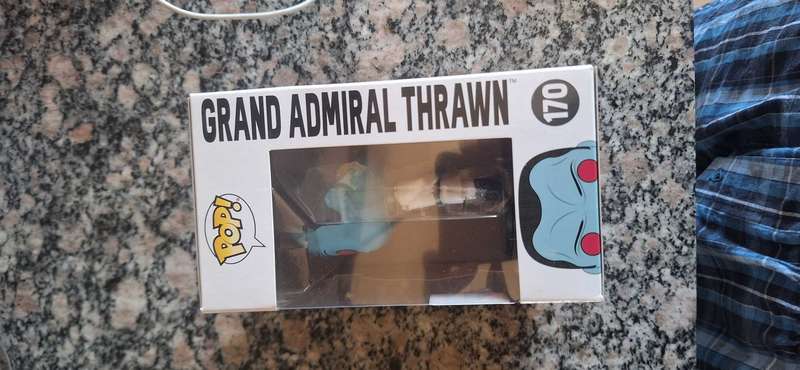 GRAND ADMIRAL THRAWN™
170
POP!